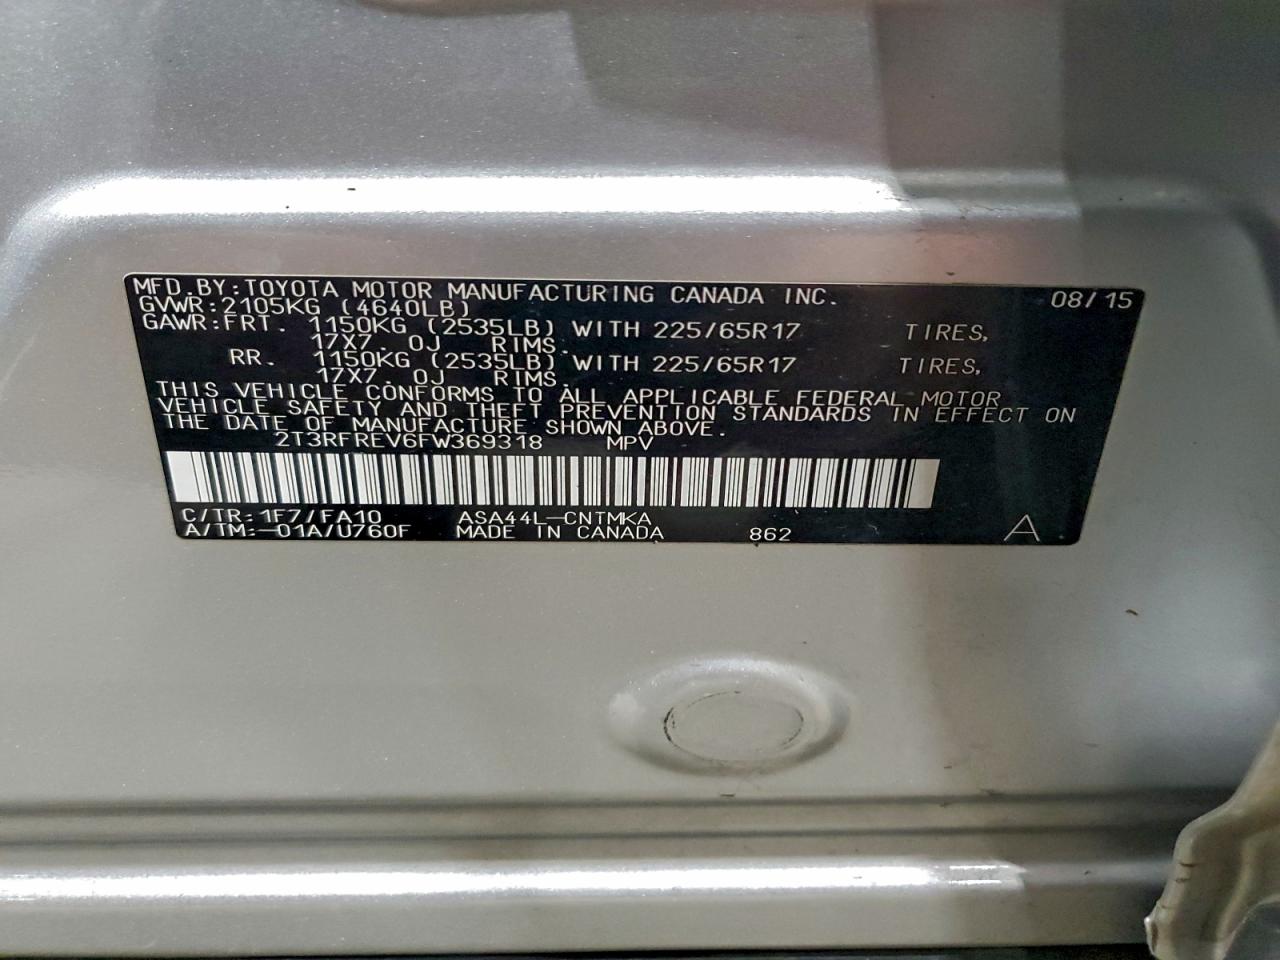 MFD.BY:TOYOTA MOTOR MANUFACTURING CANADA INC. 08/15
GVWR:2105KG (4640LB)
GAWR:FRT. 1150KG (2535LB) WITH 225/65R17 TIRES,
17X7.0J RIMS.
RR. 1150KG (2535LB) WITH 225/65R17 TIRES,
17X7.0J RIMS.
THIS VEHICLE CONFORMS TO ALL APPLICABLE FEDERAL MOTOR
VEHICLE SAFETY AND THEFT PREVENTION STANDARDS IN EFFECT ON
THE DATE OF MANUFACTURE SHOWN ABOVE.
2T3RFREV6FW369318 MPV
C/TR:1F7/FA10 ASA44L-CNTMKA
A/TM:-01A/U760F MADE IN CANADA 862 A